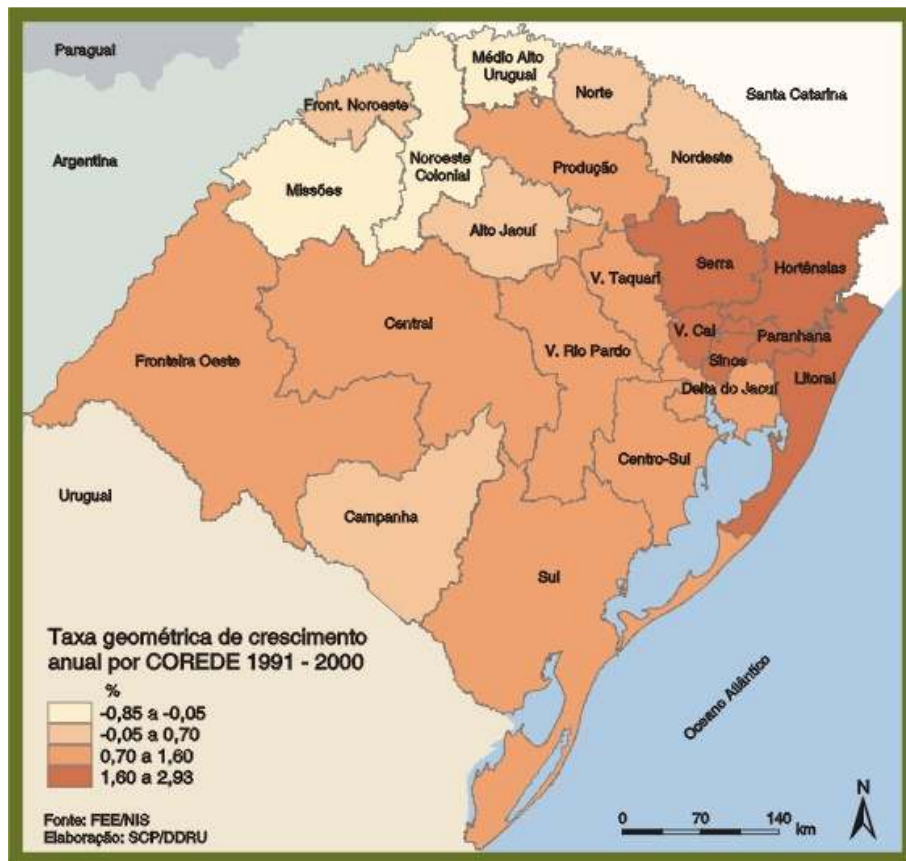 Paraguai
Argentina
Uruguai
Santa Catarina
Médio Alto
Uruguai
Front. Noroeste
Norte
Nordeste
Noroeste
Colonial
Missões
Produção
Alto Jacuí
Serra
Hortênsias
V. Taquari
Central
V. Caí
Paranhana
Fronteira Oeste
V. Rio Pardo
Sinos
Litoral
Delta do Jacuí
Centro-Sul
Campanha
Sul
Oceano Atlântico
Taxa geométrica de crescimento
anual por COREDE 1991 - 2000
%
-0,85 a -0,05
-0,05 a 0,70
0,70 a 1,60
1,60 a 2,93
Fonte: FEE/NIS
Elaboração: SCP/DDRU
N
0 70 140 km